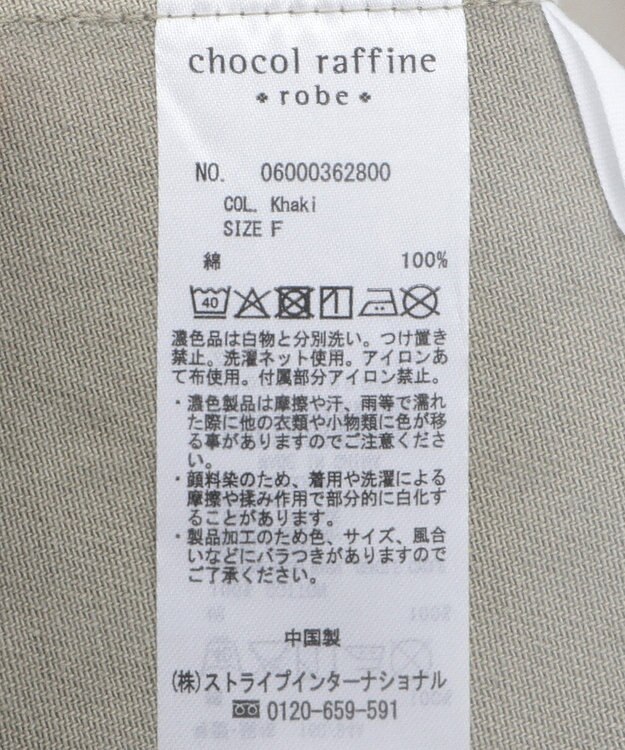 chocol raffine
robe
NO. 06000362800
COL. Khaki
SIZE F
綿 100%
40
濃色品は白物と分別洗い。つけ置き
禁止。洗濯ネット使用。アイロンあ
て布使用。付属部分アイロン禁止。
・濃色製品は摩擦や汗、雨等で濡れ
た際に他の衣類や小物類に色が移
る事がありますのでご注意くださ
い。
・顔料染のため、着用や洗濯による
摩擦や揉み作用で部分的に白化す
ることがあります。
・製品加工のため色、サイズ、風合
いなどにバラつきがありますので
ご了承ください。
中国製
(株)ストライプインターナショナル
0120-659-591